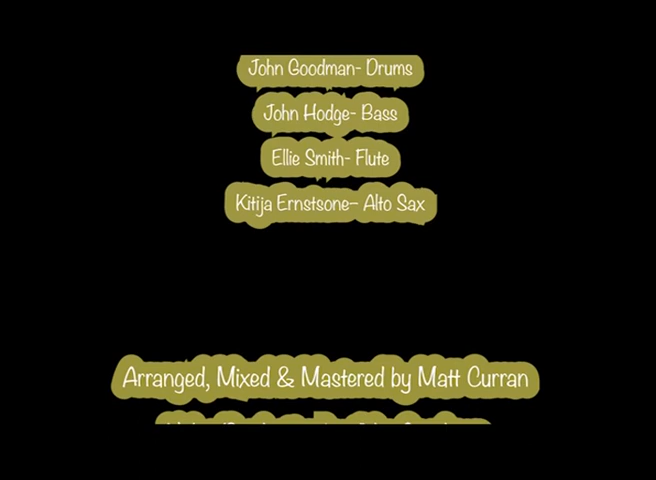 John Goodman- Drums
John Hodge- Bass
Ellie Smith- Flute
Kitija Ernstsone- Alto Sax
Arranged, Mixed & Mastered by Matt Curran